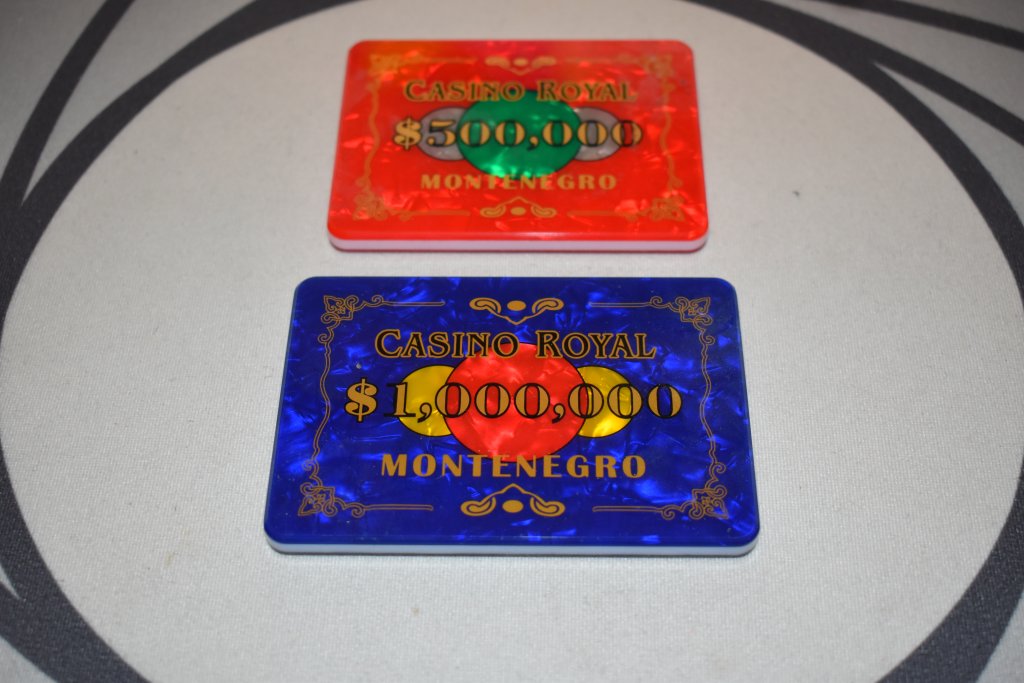 CASINO ROYAL
$500,000
MONTENEGRO
CASINO ROYAL
$1,000,000
MONTENEGRO